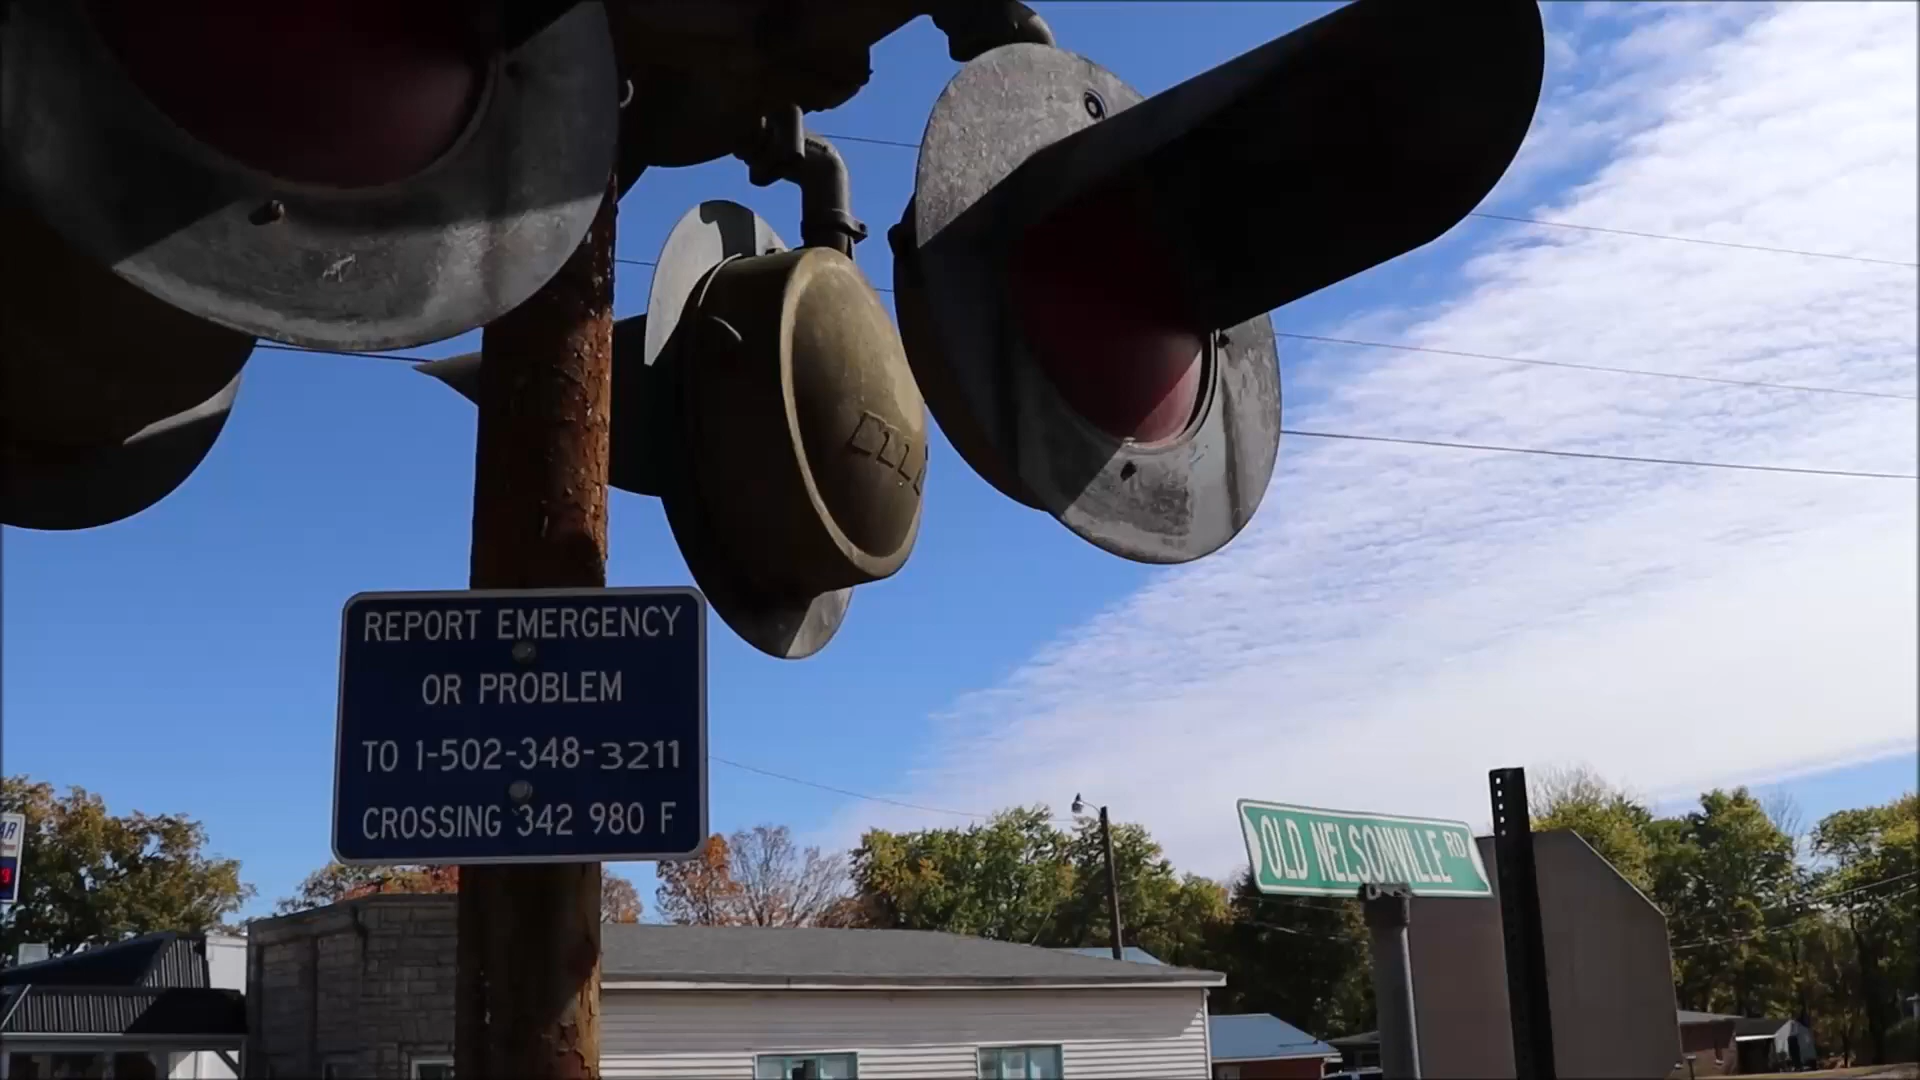 REPORT EMERGENCY
OR PROBLEM
TO 1-502-348-3211
CROSSING 342 980 F
OLD NELSONVILLE RD